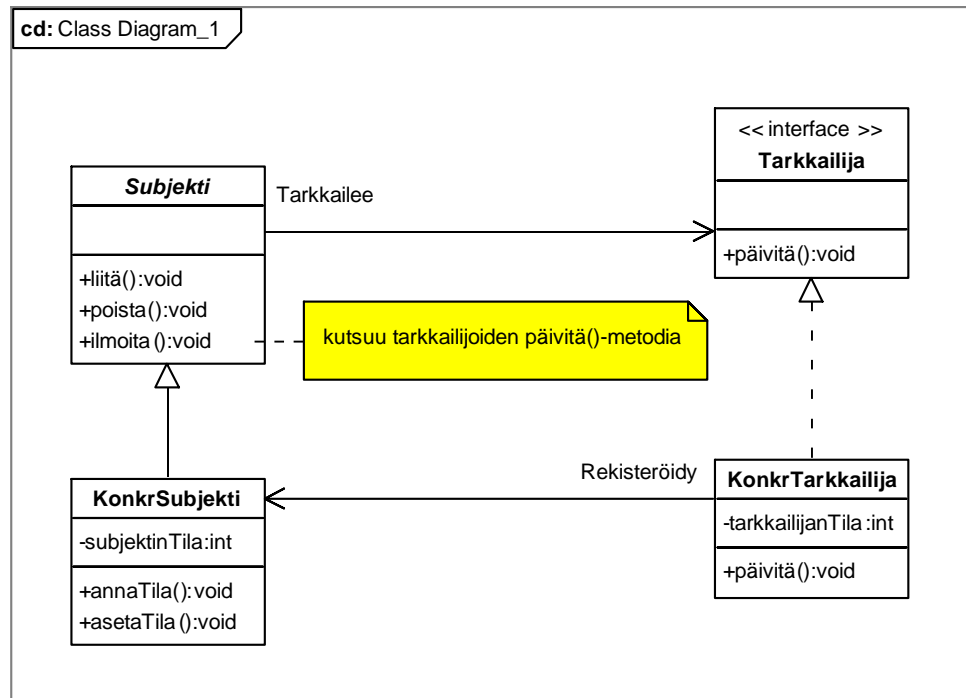 cd: Class Diagram_1
<< interface >>
Tarkkailija
+päivitä():void
Subjekti
+liitä():void
+poista():void
+ilmoita():void
Tarkkailee
kutsuu tarkkailijoiden päivitä()-metodia
KonkrSubjekti
-subjektinTila:int
+annaTila():void
+asetaTila():void
Rekisteröidy
KonkrTarkkailija
-tarkkailijanTila:int
+päivitä():void